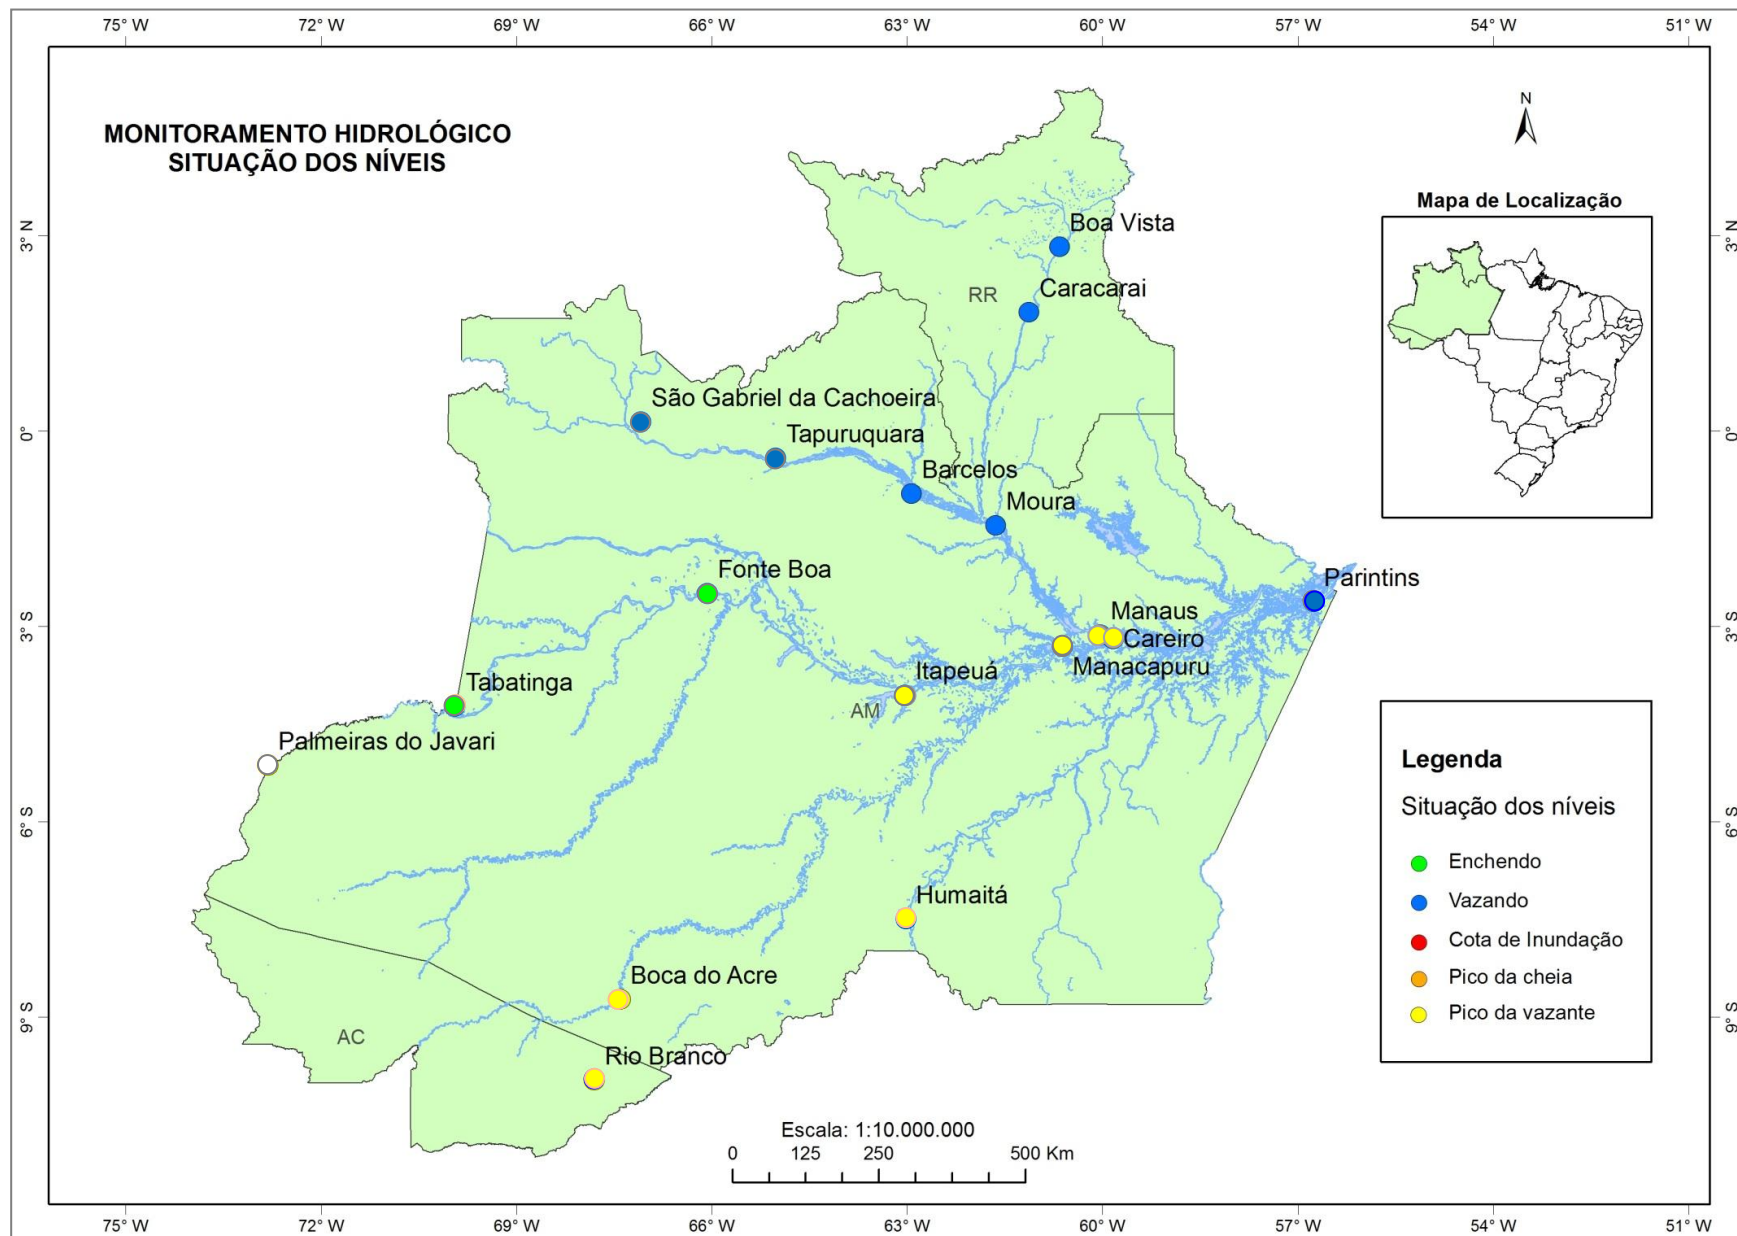 75° W 72° W 69° W 66° W 63° W 60° W 57° W 54° W 51° W
MONITORAMENTO HIDROLÓGICO
SITUAÇÃO DOS NÍVEIS
N
Mapa de Localização
3° N
3° N
Boa Vista
Caracarai
RR
São Gabriel da Cachoeira
Tapuruquara
0°
0°
Barcelos
Moura
Fonte Boa
Parintins
Manaus
3° S
3° S
Careiro
Manacapuru
Itapeuá
Tabatinga
AM
Palmeiras do Javari
Legenda
Situação dos níveis
6° S
6° S
Enchendo
Vazando
Cota de Inundação
Pico da cheia
Pico da vazante
Humaitá
Boca do Acre
9° S
9° S
AC
Rio Branco
Escala: 1:10.000.000
0 125 250 500 Km
75° W 72° W 69° W 66° W 63° W 60° W 57° W 54° W 51° W